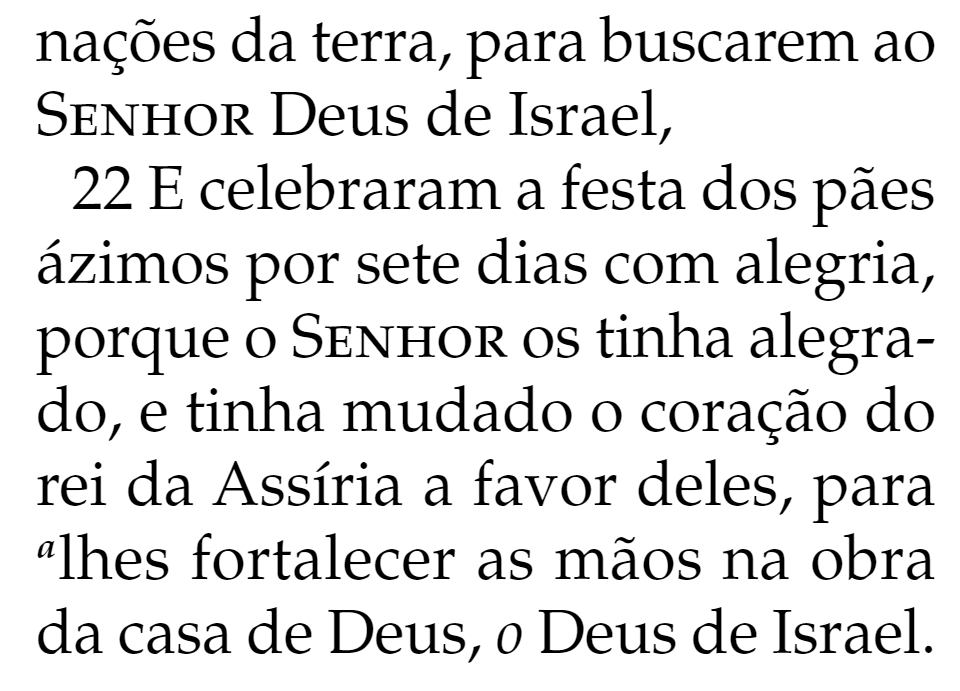 nações da terra, para buscarem ao
SENHOR Deus de Israel,
22 E celebraram a festa dos pães
ázimos por sete dias com alegria,
porque o SENHOR os tinha alegra-
do, e tinha mudado o coração do
rei da Assíria a favor deles, para
alhes fortalecer as mãos na obra
da casa de Deus, o Deus de Israel.